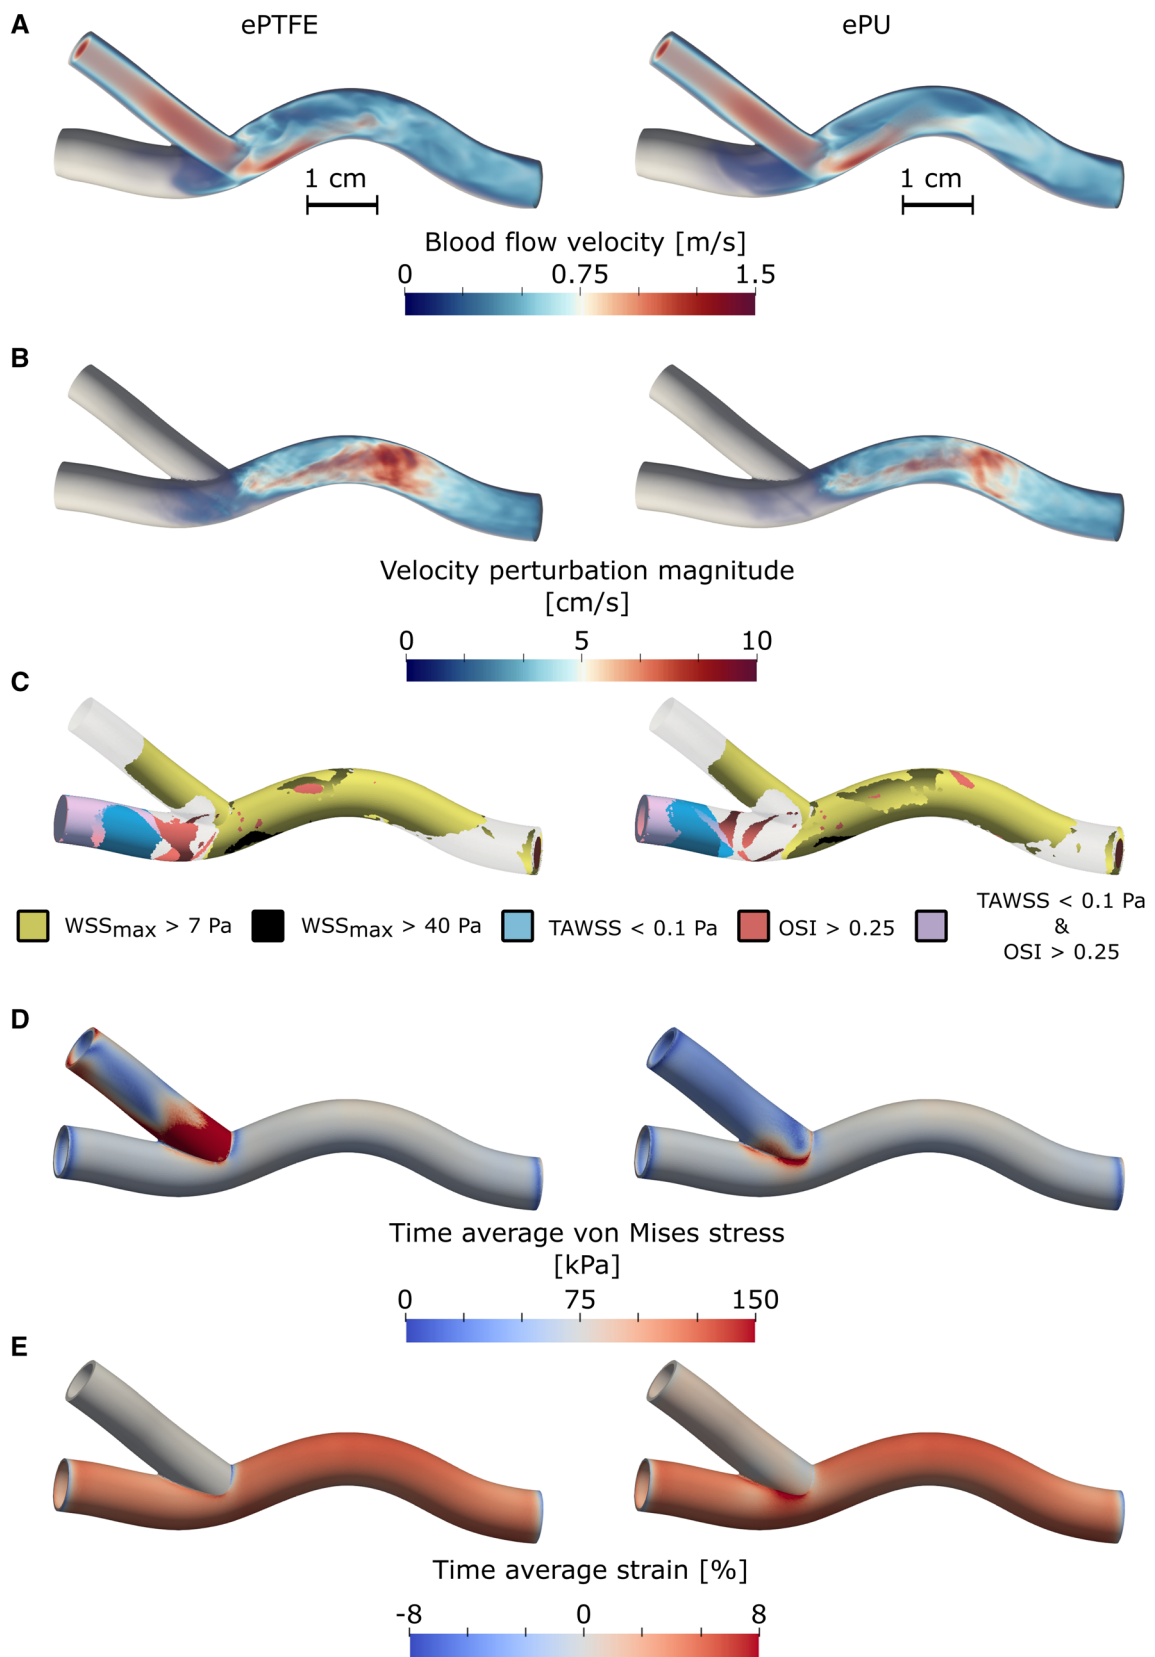 A
ePTFE
ePU
1 cm
1 cm
Blood flow velocity [m/s]
0 0.75 1.5
B
Velocity perturbation magnitude
[cm/s]
0 5 10
C
WSSmax > 7 Pa
WSSmax > 40 Pa
TAWSS < 0.1 Pa
OSI > 0.25
TAWSS < 0.1 Pa
&
OSI > 0.25
D
Time average von Mises stress
[kPa]
0 75 150
E
Time average strain [%]
-8 0 8